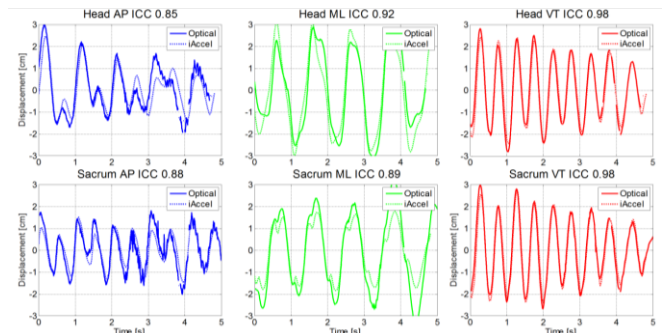 Head AP ICC 0.85
Head ML ICC 0.92
Head VT ICC 0.98
Displacement [cm]
3
2
1
0
-1
-2
-3
Optical
iAccel
0 1 2 3 4 5
3
2
1
0
-1
-2
-3
Optical
iAccel
0 1 2 3 4 5
Displacement [cm]
3
2
1
0
-1
-2
-3
Optical
iAccel
0 1 2 3 4 5
Sacrum AP ICC 0.88
Sacrum ML ICC 0.89
Sacrum VT ICC 0.98
Displacement [cm]
3
2
1
0
-1
-2
-3
Optical
iAccel
0 1 2 3 4 5
Time [s]
3
2
1
0
-1
-2
-3
Optical
iAccel
0 1 2 3 4 5
Time [s]
Displacement [cm]
3
2
1
0
-1
-2
-3
Optical
iAccel
0 1 2 3 4 5
Time [s]